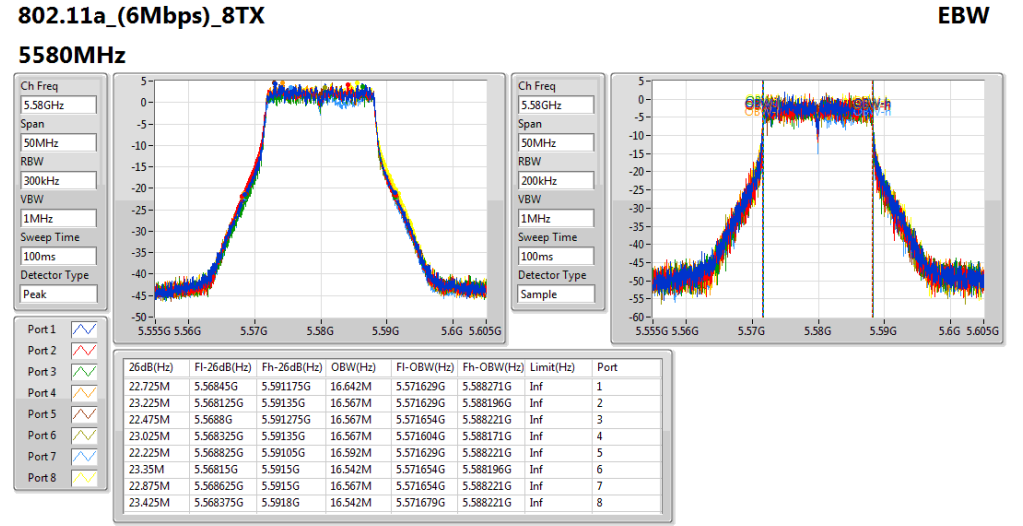 802.11a_(6Mbps)_8TX EBW
5580MHz
Ch Freq
5.58GHz
Span
50MHz
RBW
300kHz
VBW
1MHz
Sweep Time
100ms
Detector Type
Peak
5
0
-5
-10
-15
-20
-25
-30
-35
-40
-45
-50
5.555G 5.56G 5.57G 5.58G 5.59G 5.6G 5.605G
Ch Freq
5.58GHz
Span
50MHz
RBW
200kHz
VBW
1MHz
Sweep Time
100ms
Detector Type
Sample
5
0
-5
-10
-15
-20
-25
-30
-35
-40
-45
-50
-55
-60
5.555G 5.56G 5.57G 5.58G 5.59G 5.6G 5.605G
Port 1
Port 2
Port 3
Port 4
Port 5
Port 6
Port 7
Port 8
26dB(Hz) Fl-26dB(Hz) Fh-26dB(Hz) OBW(Hz) Fl-OBW(Hz) Fh-OBW(Hz) Limit(Hz) Port
22.725M 5.56845G 5.591175G 16.642M 5.571629G 5.588271G Inf 1
23.225M 5.568125G 5.59135G 16.567M 5.571629G 5.588196G Inf 2
22.475M 5.5688G 5.591275G 16.567M 5.571654G 5.588221G Inf 3
23.025M 5.568325G 5.59135G 16.567M 5.571604G 5.588171G Inf 4
22.225M 5.568825G 5.59105G 16.592M 5.571629G 5.588221G Inf 5
23.35M 5.56815G 5.5915G 16.542M 5.571654G 5.588196G Inf 6
22.875M 5.568625G 5.5915G 16.567M 5.571654G 5.588221G Inf 7
23.425M 5.568375G 5.5918G 16.542M 5.571679G 5.588221G Inf 8